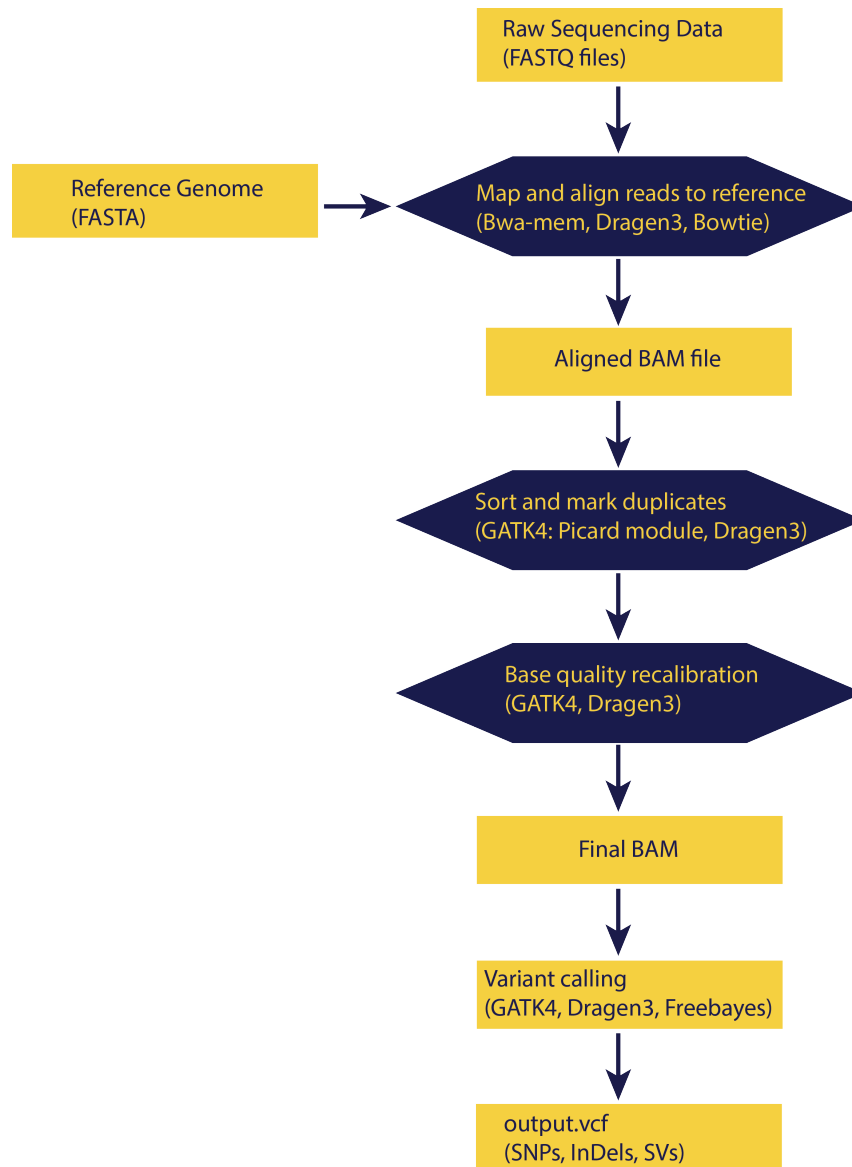 Raw Sequencing Data
(FASTQ files)
Reference Genome
(FASTA)
Map and align reads to reference
(Bwa-mem, Dragen3, Bowtie)
Aligned BAM file
Sort and mark duplicates
(GATK4: Picard module, Dragen3)
Base quality recalibration
(GATK4, Dragen3)
Final BAM
Variant calling
(GATK4, Dragen3, Freebayes)
output.vcf
(SNPs, InDels, SVs)